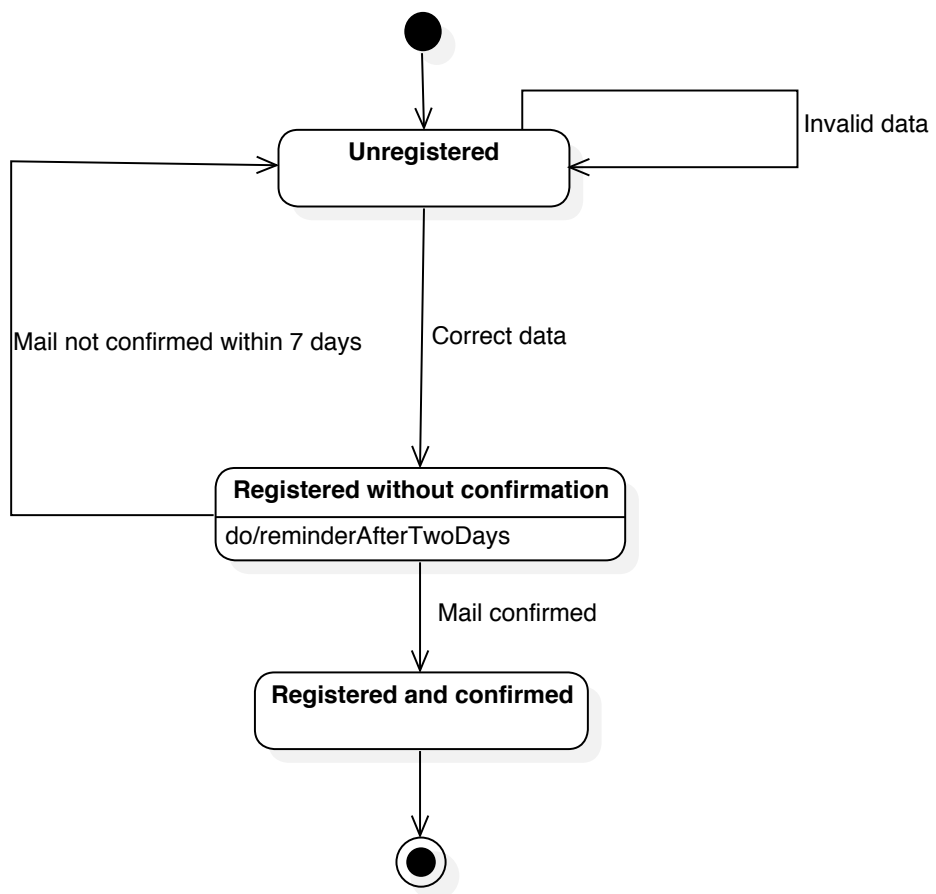 Invalid data
Unregistered
Mail not confirmed within 7 days
Correct data
Registered without confirmation
do/reminderAfterTwoDays
Mail confirmed
Registered and confirmed